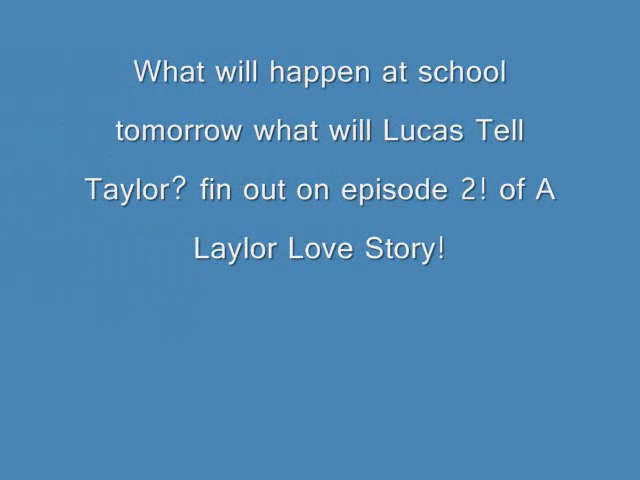 What will happen at school
tomorrow what will Lucas Tell
Taylor? fin out on episode 2! of A
Laylor Love Story!